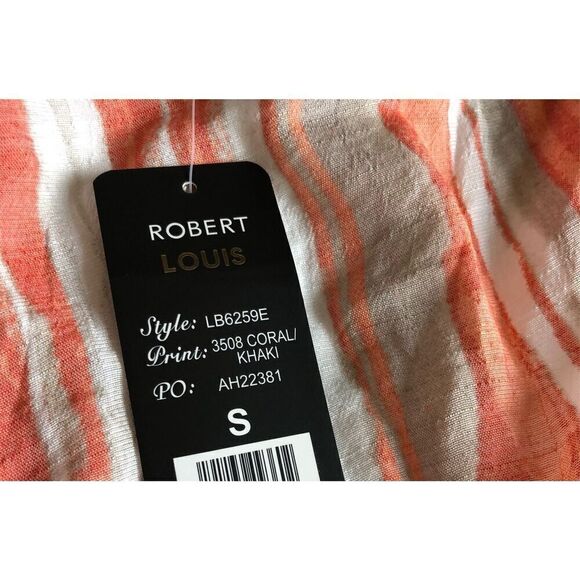 ROBERT
LOUIS
Style: LB6259E
Print: 3508 CORAL/
KHAKI
PO: AH22381
S